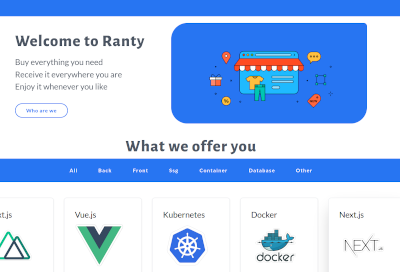 Welcome to Ranty
Buy everything you need
Receive it everywhere you are
Enjoy it whenever you like
Who are we
What we offer you
All Back Front Ssg Container Database Other
xt.js Vue.js Kubernetes Docker Next.js
docker NEXT.js